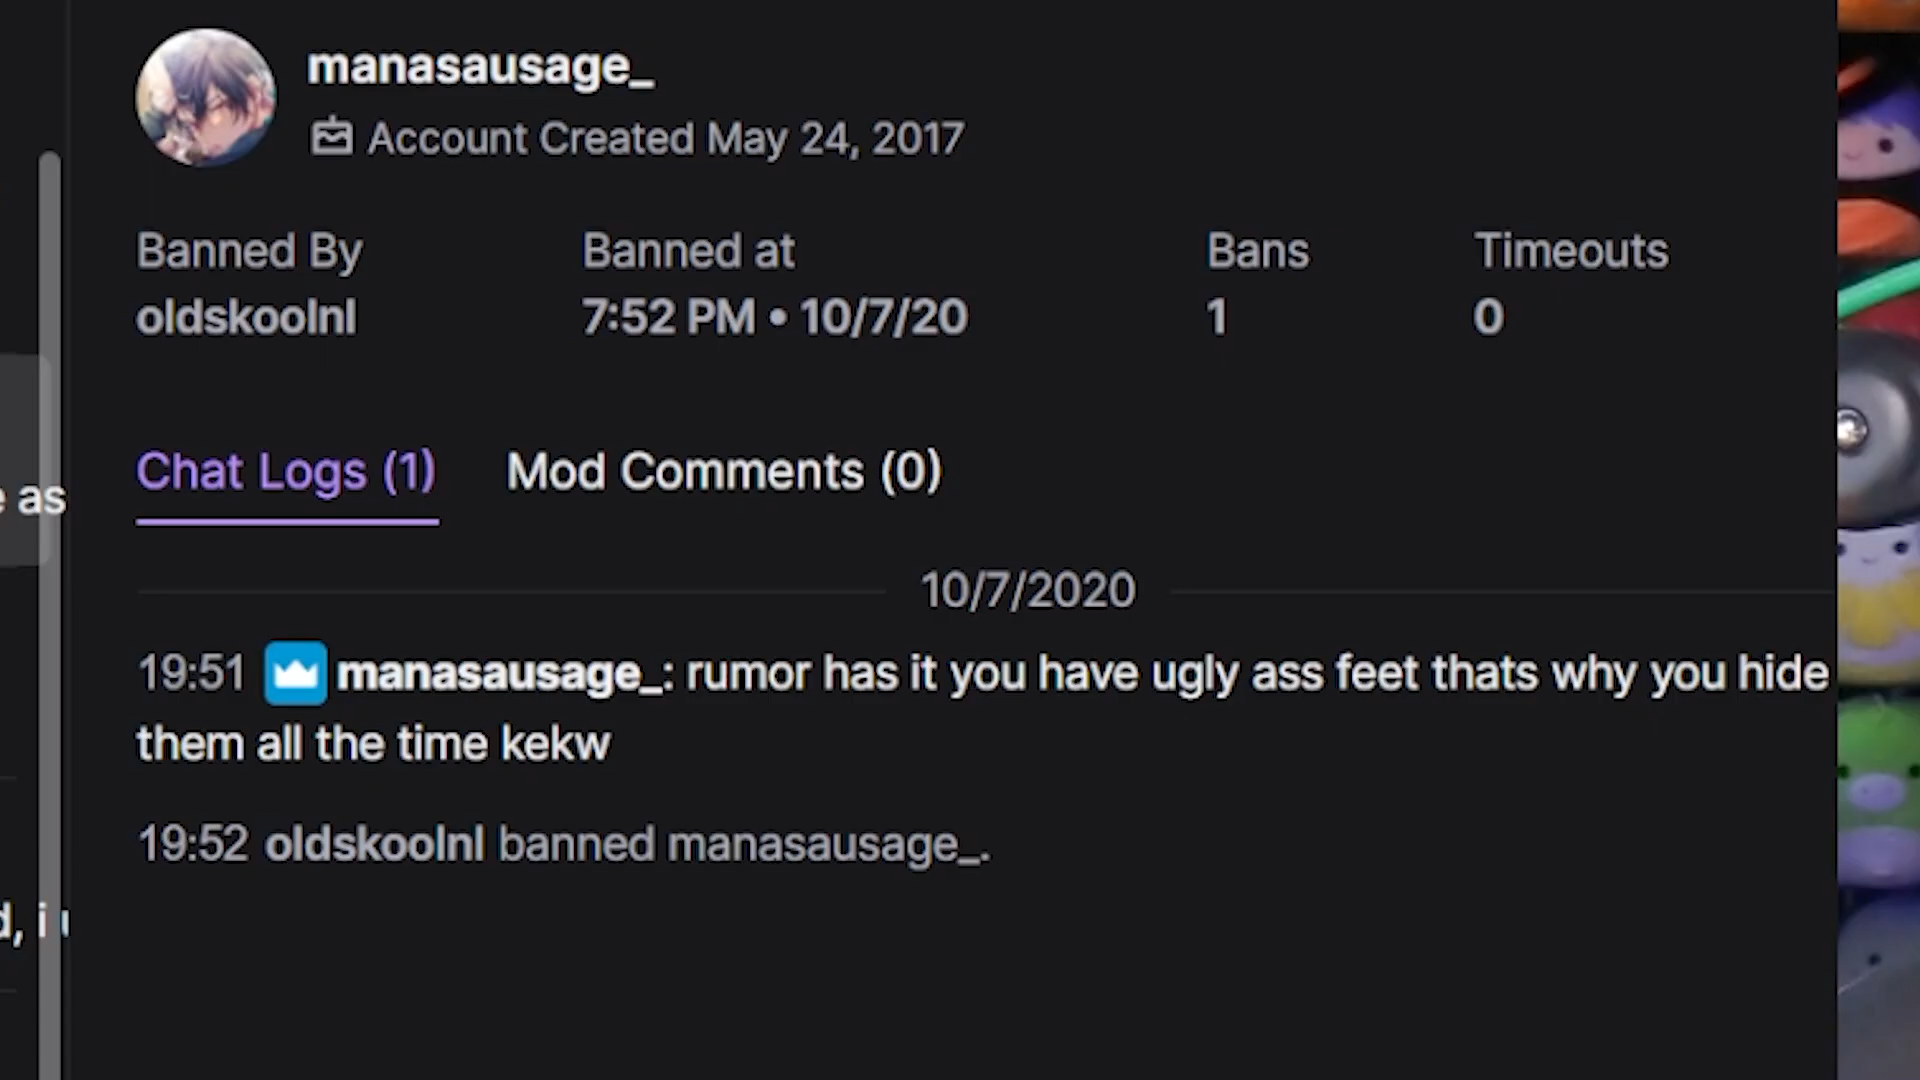 manasausage_
Account Created May 24, 2017
Banned By Banned at Bans Timeouts
oldskoolnl 7:52 PM • 10/7/20 1 0
Chat Logs (1) Mod Comments (0)
as
10/7/2020
19:51 manasausage_: rumor has it you have ugly ass feet thats why you hide
them all the time kekw
19:52 oldskoolnl banned manasausage_.
d, i